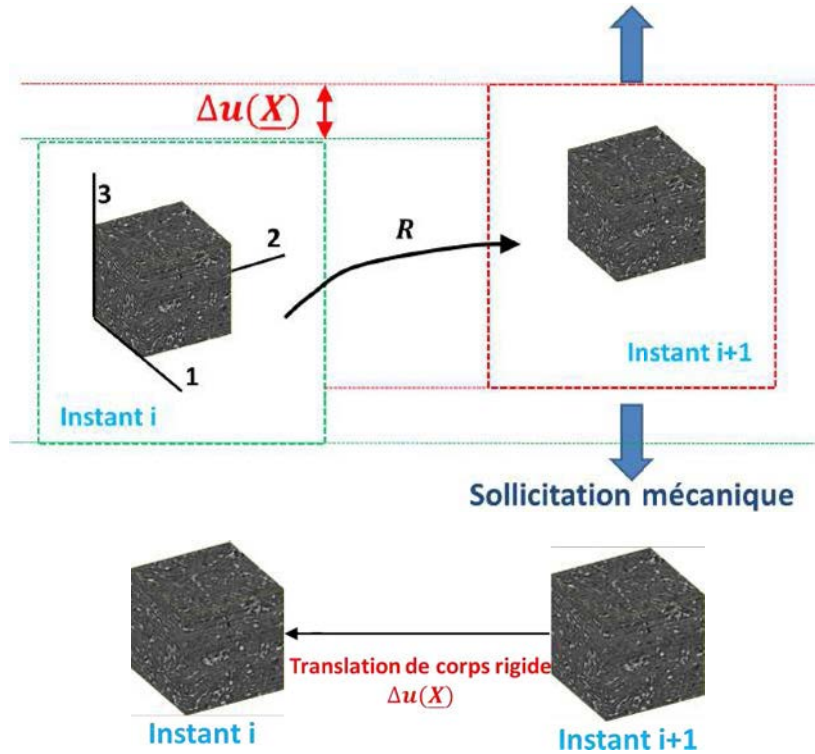 Δu(X)
3
2
R
1
Instant i
Instant i+1
Sollicitation mécanique
Translation de corps rigide
Δu(X)
Instant i
Instant i+1